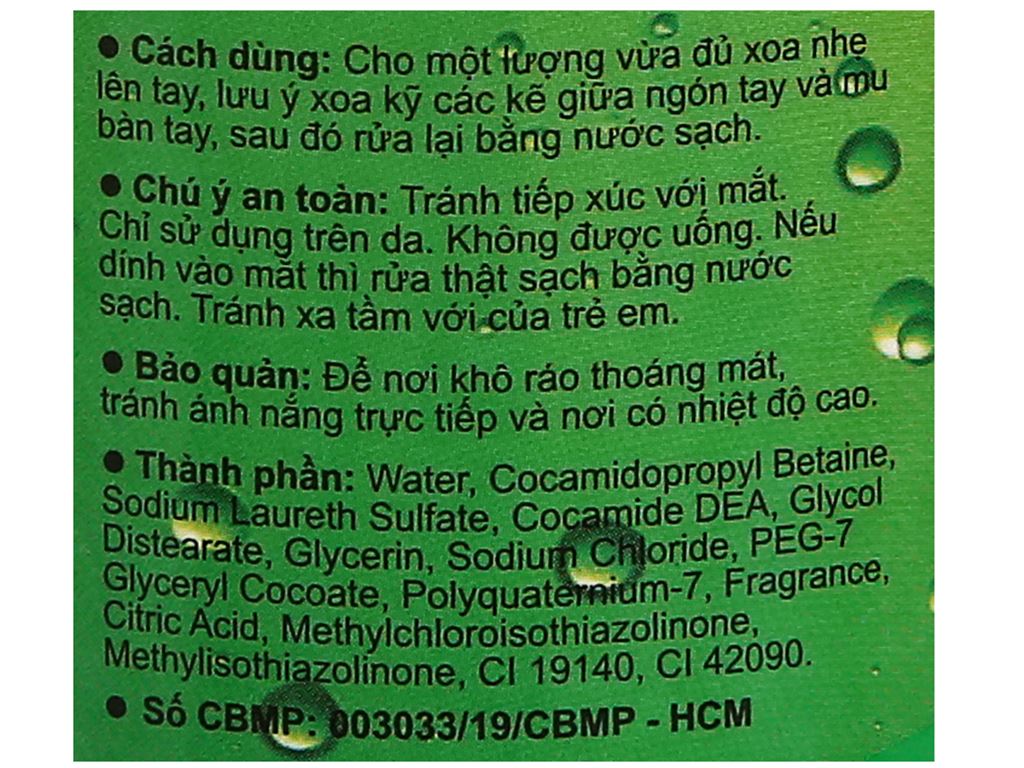 ● Cách dùng: Cho một lượng vừa đủ xoa nhẹ
lên tay, lưu ý xoa kỹ các kẽ giữa ngón tay và mu
bàn tay, sau đó rửa lại bằng nước sạch.
● Chú ý an toàn: Tránh tiếp xúc với mắt.
Chỉ sử dụng trên da. Không được uống. Nếu
dính vào mắt thì rửa thật sạch bằng nước
sạch. Tránh xa tầm với của trẻ em.
● Bảo quản: Để nơi khô ráo thoáng mát,
tránh ánh nắng trực tiếp và nơi có nhiệt độ cao.
● Thành phần: Water, Cocamidopropyl Betaine,
Sodium Laureth Sulfate, Cocamide DEA, Glycol
Distearate, Glycerin, Sodium Chloride, PEG-7
Glyceryl Cocoate, Polyquaternium-7, Fragrance,
Citric Acid, Methylchloroisothiazolinone,
Methylisothiazolinone, CI 19140, CI 42090.
● Số CBMP: 003033/19/CBMP - HCM